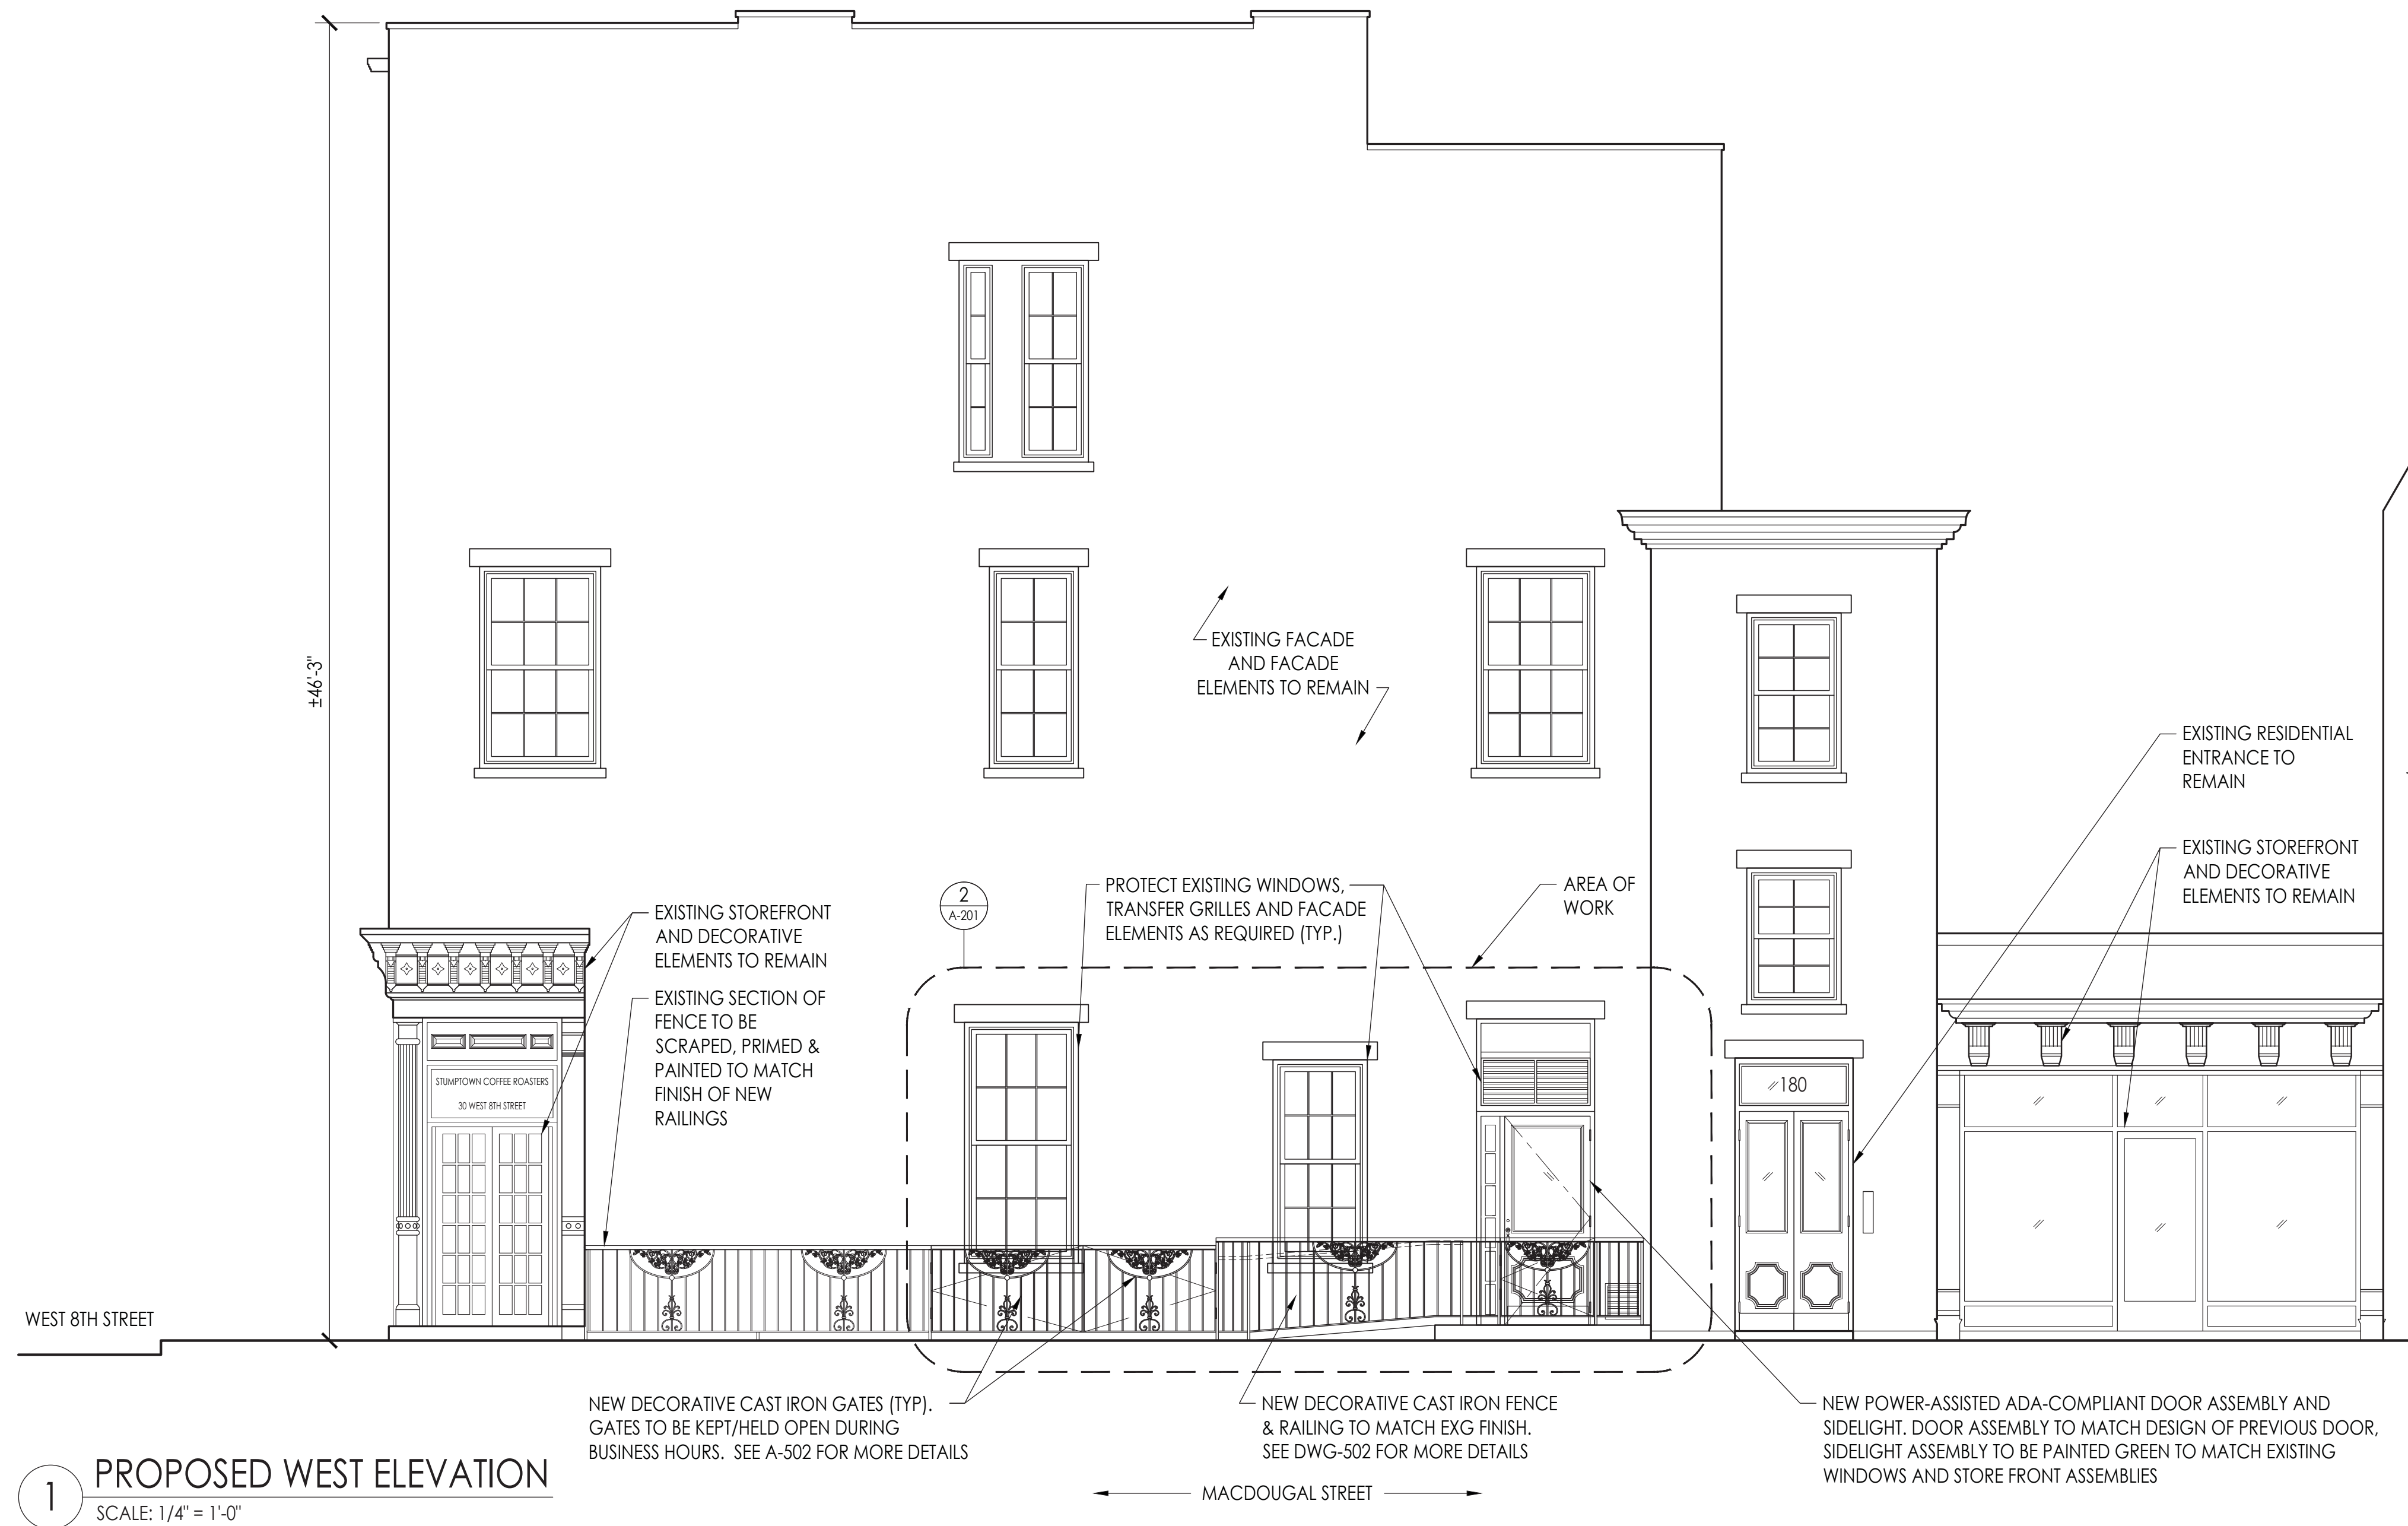 ±46'-3"
EXISTING FACADE
AND FACADE
ELEMENTS TO REMAIN
EXISTING RESIDENTIAL
ENTRANCE TO
REMAIN
EXISTING STOREFRONT
AND DECORATIVE
ELEMENTS TO REMAIN
EXISTING STOREFRONT
AND DECORATIVE
ELEMENTS TO REMAIN
EXISTING SECTION OF
FENCE TO BE
SCRAPED, PRIMED &
PAINTED TO MATCH
FINISH OF NEW
RAILINGS
2
A-201
PROTECT EXISTING WINDOWS,
TRANSFER GRILLES AND FACADE
ELEMENTS AS REQUIRED (TYP.)
AREA OF
WORK
STUMPTOWN COFFEE ROASTERS
30 WEST 8TH STREET
180
WEST 8TH STREET
NEW DECORATIVE CAST IRON GATES (TYP).
GATES TO BE KEPT/HELD OPEN DURING
BUSINESS HOURS. SEE A-502 FOR MORE DETAILS
NEW DECORATIVE CAST IRON FENCE
& RAILING TO MATCH EXG FINISH.
SEE DWG-502 FOR MORE DETAILS
NEW POWER-ASSISTED ADA-COMPLIANT DOOR ASSEMBLY AND
SIDELIGHT. DOOR ASSEMBLY TO MATCH DESIGN OF PREVIOUS DOOR,
SIDELIGHT ASSEMBLY TO BE PAINTED GREEN TO MATCH EXISTING
WINDOWS AND STORE FRONT ASSEMBLIES
MACDOUGAL STREET
1
PROPOSED WEST ELEVATION
SCALE: 1/4" = 1'-0"